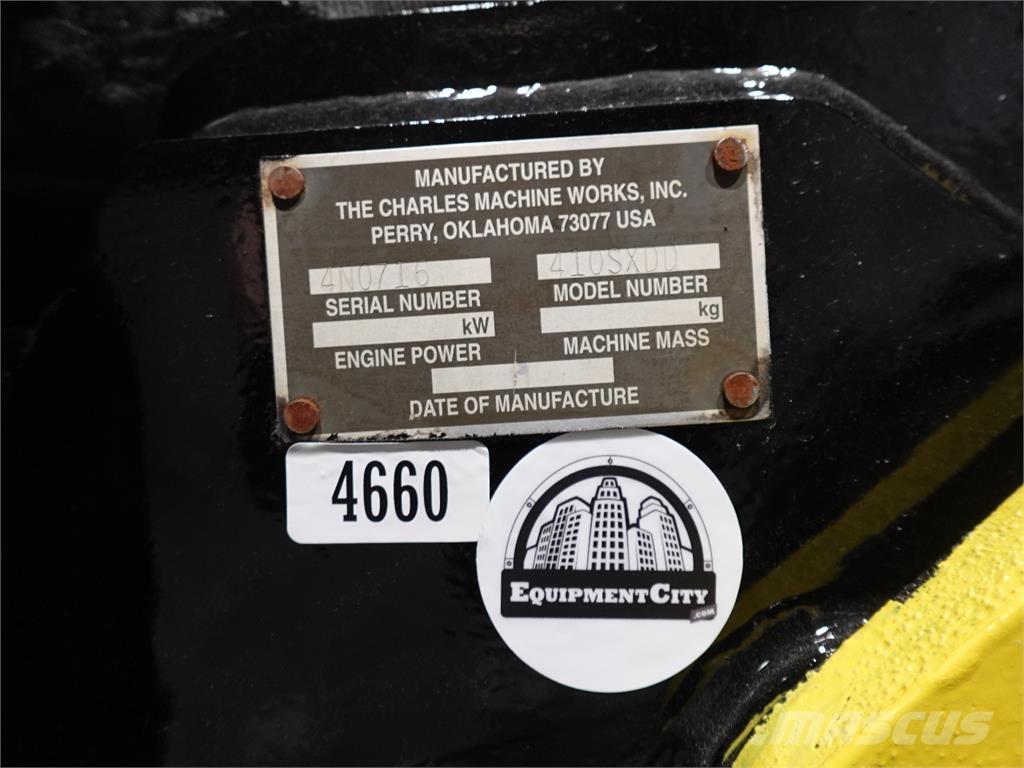 MANUFACTURED BY
THE CHARLES MACHINE WORKS, INC.
PERRY, OKLAHOMA 73077 USA
4N0716 410SXDD
SERIAL NUMBER MODEL NUMBER
kW kg
ENGINE POWER MACHINE MASS
DATE OF MANUFACTURE
4660
EQUIPMENTCITY
.COM
mascus